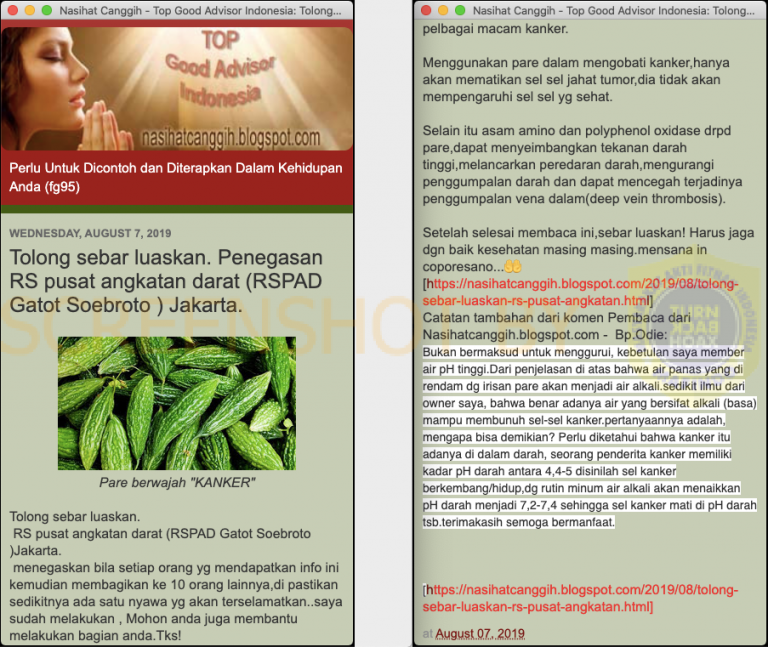 Nasihat Canggih - Top Good Advisor Indonesia: Tolong...
TOP
Good Advisor
Indonesia
nasihatcanggih.blogspot.com
Perlu Untuk Dicontoh dan Diterapkan Dalam Kehidupan
Anda (fg95)
WEDNESDAY, AUGUST 7, 2019
Tolong sebar luaskan. Penegasan
RS pusat angkatan darat (RSPAD
Gatot Soebroto ) Jakarta.
Pare berwajah "KANKER"
Tolong sebar luaskan.
RS pusat angkatan darat (RSPAD Gatot Soebroto
)Jakarta.
menegaskan bila setiap orang yg mendapatkan info ini
kemudian membagikan ke 10 orang lainnya,di pastikan
sedikitnya ada satu nyawa yg akan terselamatkan..saya
sudah melakukan , Mohon anda juga membantu
melakukan bagian anda.Tks!
Nasihat Canggih - Top Good Advisor Indonesia: Tolong...
pelbagai macam kanker.
Menggunakan pare dalam mengobati kanker,hanya
akan mematikan sel sel jahat tumor,dia tidak akan
mempengaruhi sel sel yg sehat.
Selain itu asam amino dan polyphenol oxidase drpd
pare,dapat menyeimbangkan tekanan darah
tinggi,melancarkan peredaran darah,mengurangi
penggumpalan darah dan dapat mencegah terjadinya
penggumpalan vena dalam(deep vein thrombosis).
Setelah selesai membaca ini,sebar luaskan! Harus jaga
dgn baik kesehatan masing masing.mensana in
coporesano...🤲
[https://nasihatcanggih.blogspot.com/2019/08/tolong-
sebar-luaskan-rs-pusat-angkatan.html]
Catatan tambahan dari komen Pembaca dari
Nasihatcanggih.blogspot.com - Bp.Odie:
Bukan bermaksud untuk menggurui, kebetulan saya member
air pH tinggi.Dari penjelasan di atas bahwa air panas yang di
rendam dg irisan pare akan menjadi air alkali.sedikit ilmu dari
owner saya, bahwa benar adanya air yang bersifat alkali (basa)
mampu membunuh sel-sel kanker.pertanyaannya adalah,
mengapa bisa demikian? Perlu diketahui bahwa kanker itu
adanya di dalam darah, seorang penderita kanker memiliki
kadar pH darah antara 4,4-5 disinilah sel kanker
berkembang/hidup,dg rutin minum air alkali akan menaikkan
pH darah menjadi 7,2-7,4 sehingga sel kanker mati di pH darah
tsb.terimakasih semoga bermanfaat.
[https://nasihatcanggih.blogspot.com/2019/08/tolong-
sebar-luaskan-rs-pusat-angkatan.html]
at August 07, 2019